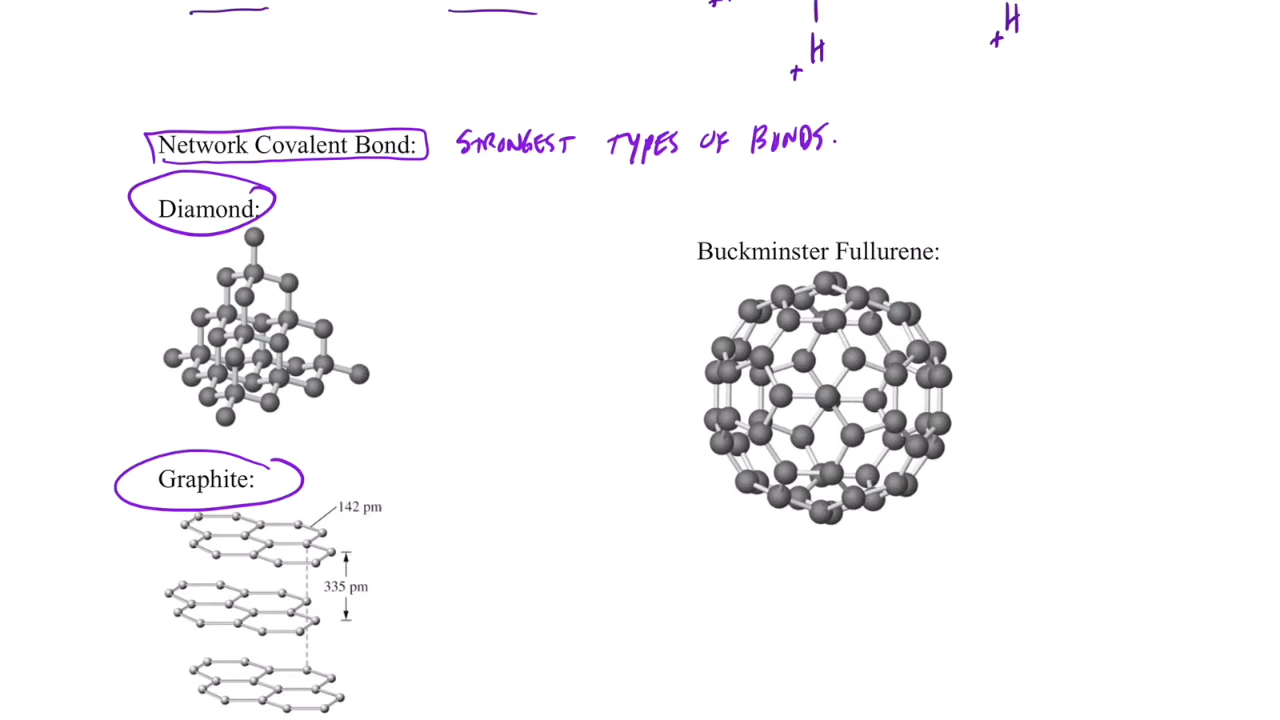 H
H
+
+
Network Covalent Bond: STRONGEST TYPES OF BONDS.
Diamond:
Buckminster Fullurene:
Graphite:
142 pm
335 pm